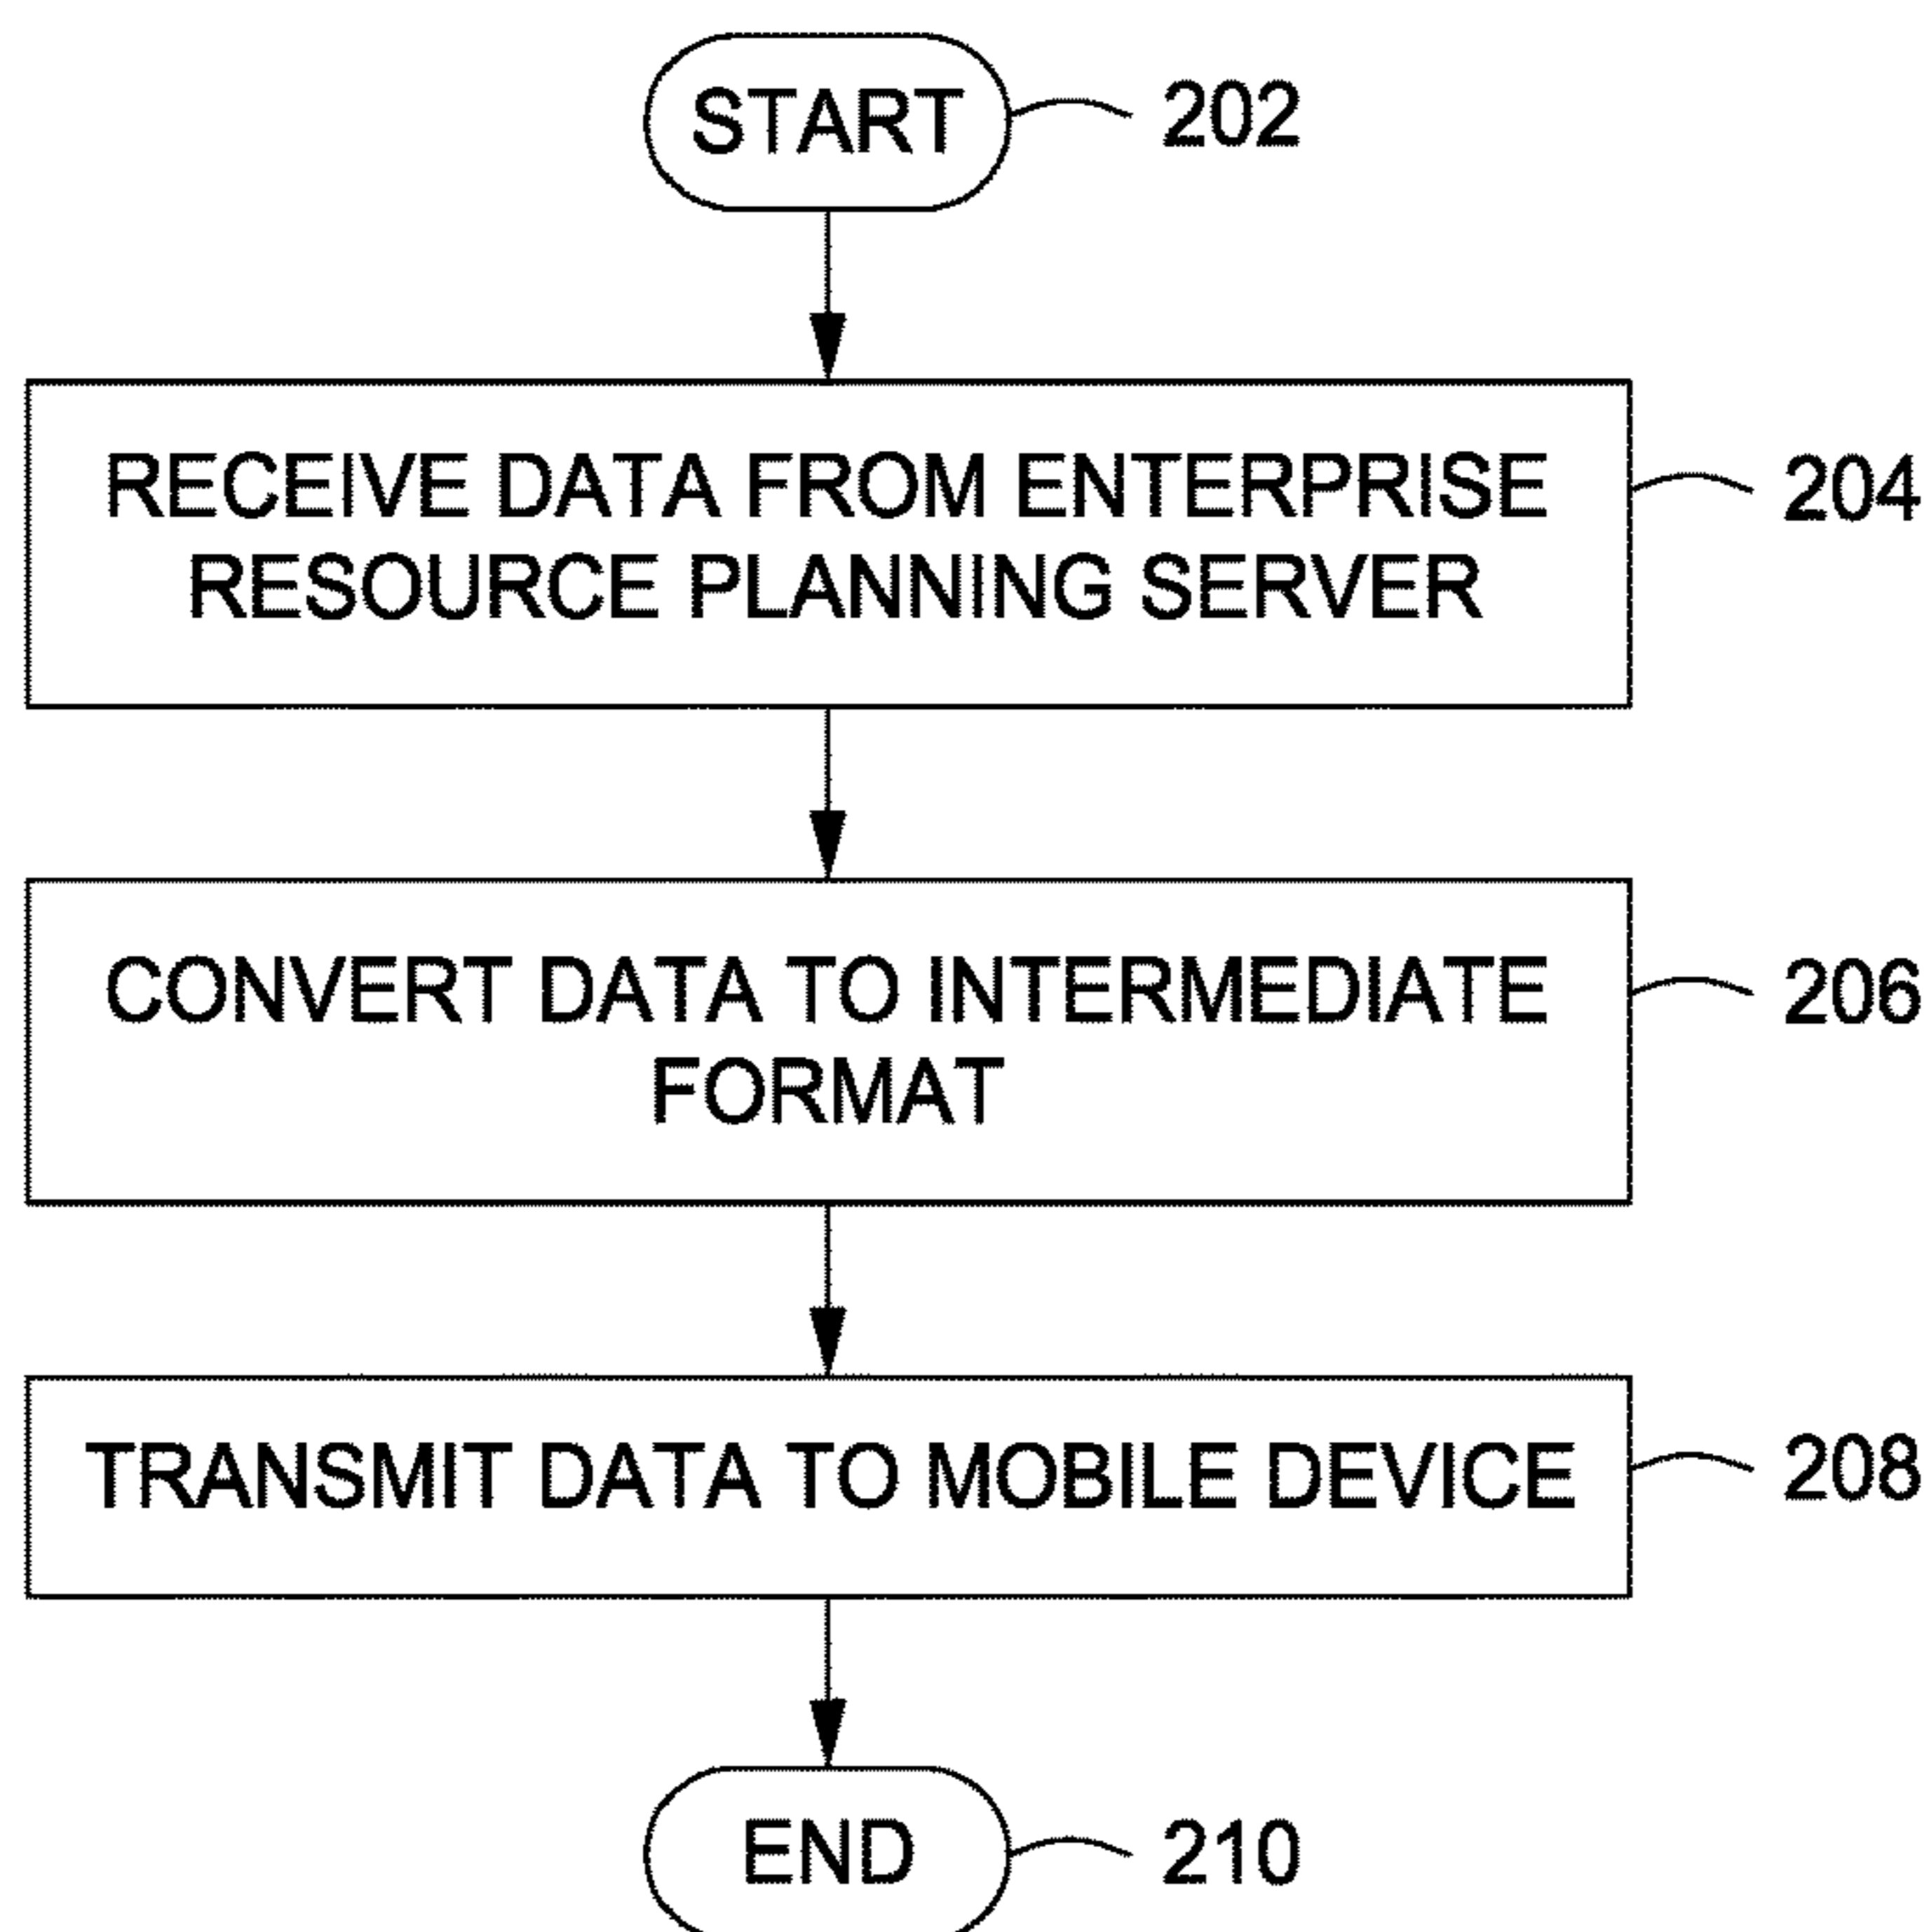 START 202
RECEIVE DATA FROM ENTERPRISE
RESOURCE PLANNING SERVER
204
CONVERT DATA TO INTERMEDIATE
FORMAT
206
TRANSMIT DATA TO MOBILE DEVICE 208
END 210